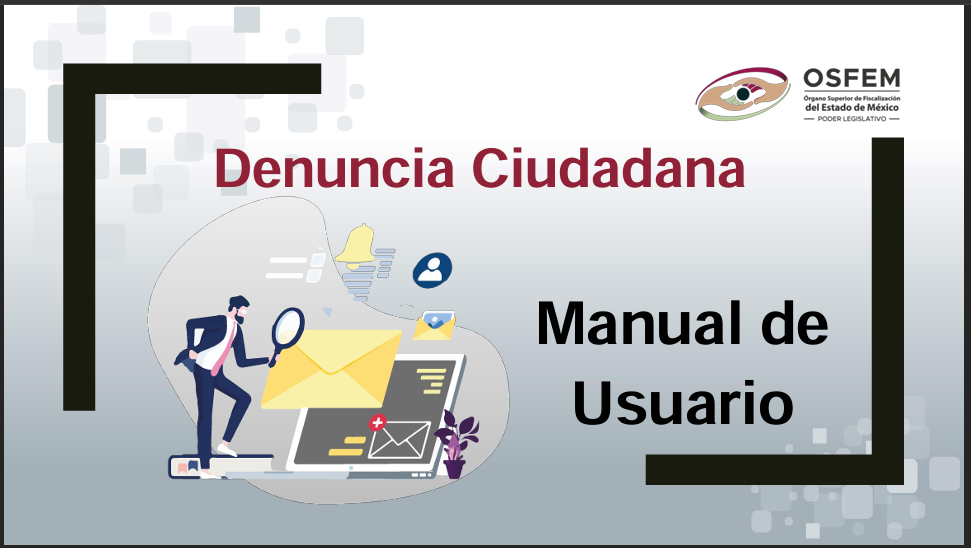 OSFEM
Órgano Superior de Fiscalización
del Estado de México
PODER LEGISLATIVO
Denuncia Ciudadana
Manual de
Usuario